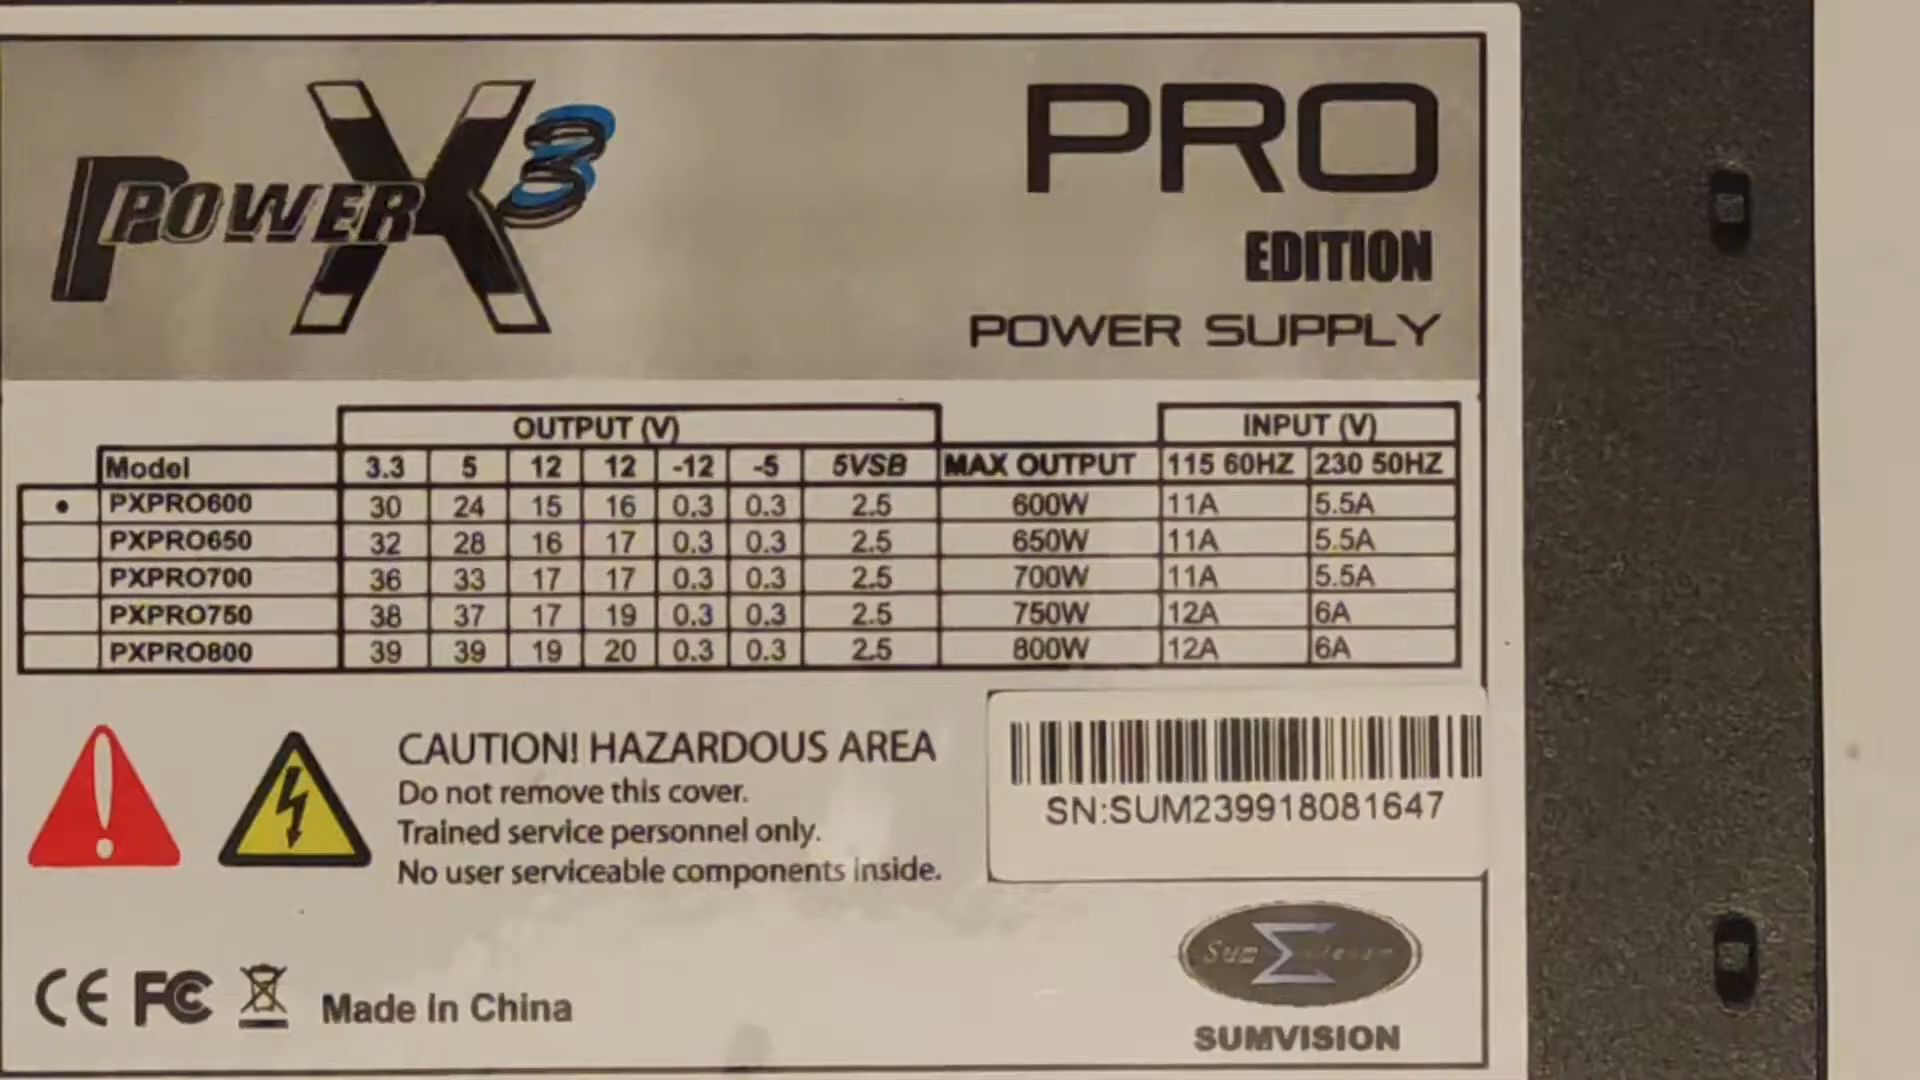 POWER X3
PRO
EDITION
POWER SUPPLY
OUTPUT (V) INPUT (V)
Model 3.3 5 12 12 -12 -5 5VSB MAX OUTPUT 115 60HZ 230 50HZ
• PXPRO600 30 24 15 16 0.3 0.3 2.5 600W 11A 5.5A
PXPRO650 32 28 16 17 0.3 0.3 2.5 650W 11A 5.5A
PXPRO700 36 33 17 17 0.3 0.3 2.5 700W 11A 5.5A
PXPRO750 38 37 17 19 0.3 0.3 2.5 750W 12A 6A
PXPRO800 39 39 19 20 0.3 0.3 2.5 800W 12A 6A
CAUTION! HAZARDOUS AREA
Do not remove this cover.
Trained service personnel only.
No user serviceable components inside.
SN:SUM239918081647
CE FC Made In China
Sum
SUMVISION